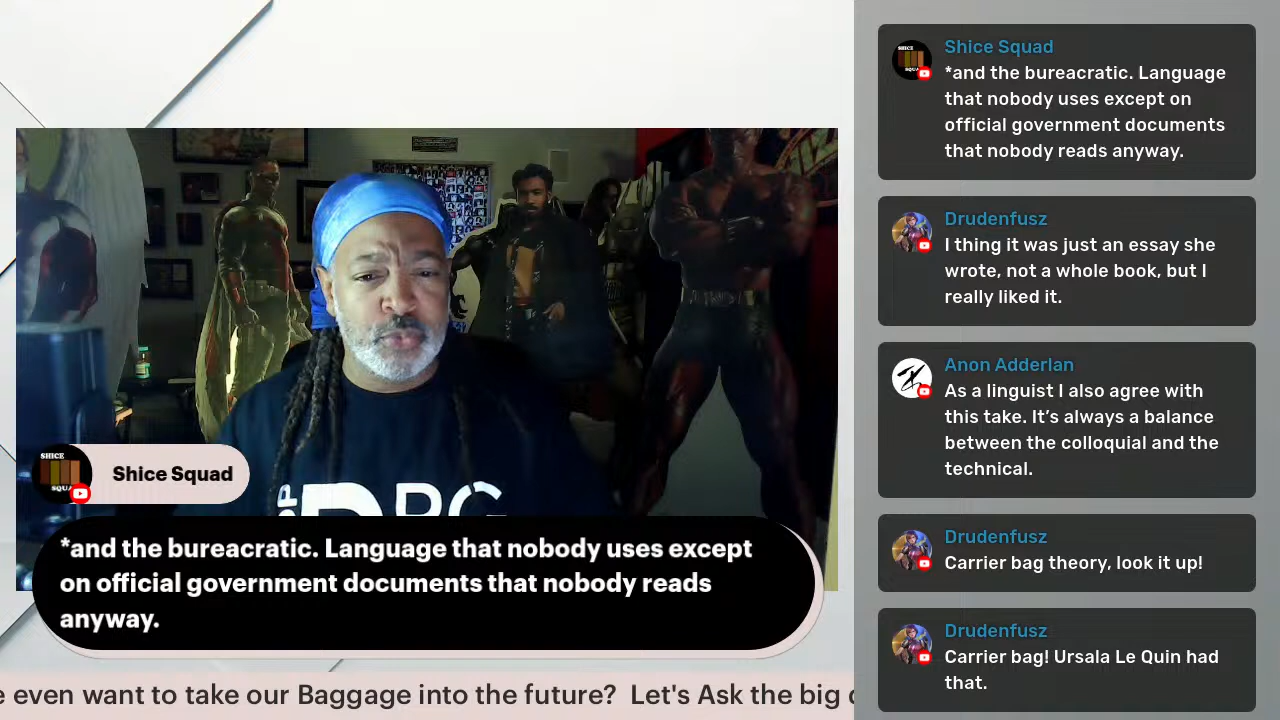 Shice Squad
*and the bureacratic. Language that nobody uses except
on official government documents that nobody reads
anyway.
e even want to take our Baggage into the future?  Let's Ask the big
Shice Squad
*and the bureacratic. Language
that nobody uses except on
official government documents
that nobody reads anyway.
Drudenfusz
I thing it was just an essay she
wrote, not a whole book, but I
really liked it.
Anon Adderlan
As a linguist I also agree with
this take. It’s always a balance
between the colloquial and the
technical.
Drudenfusz
Carrier bag theory, look it up!
Drudenfusz
Carrier bag! Ursala Le Quin had
that.